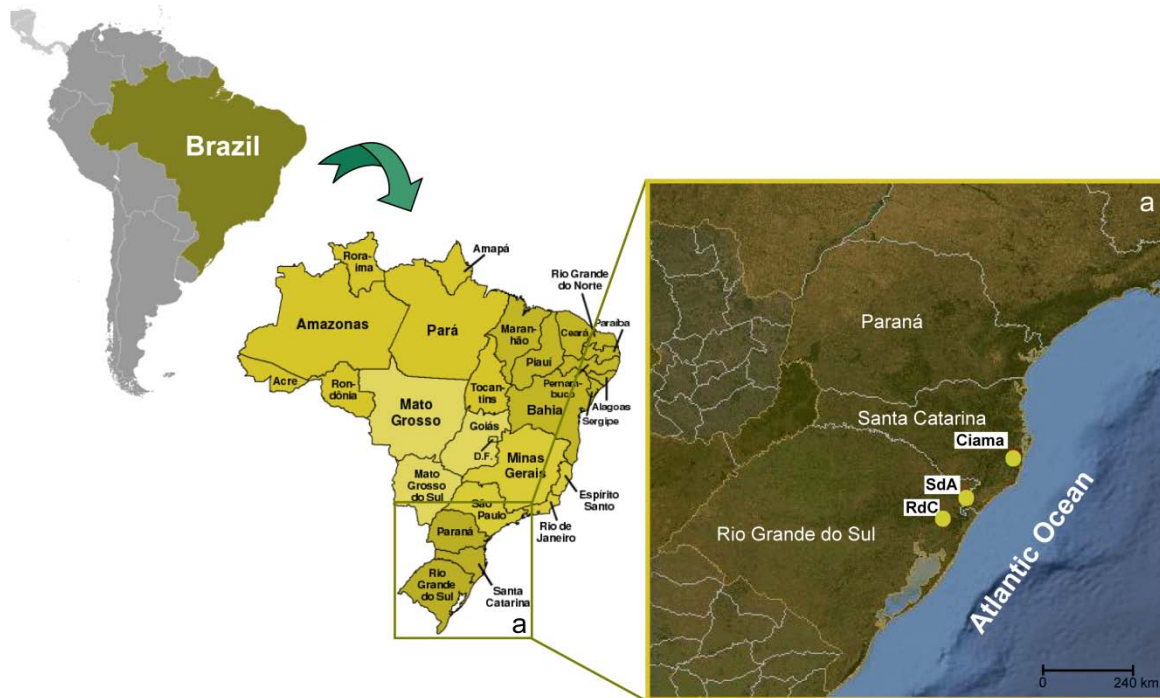 Brazil
Amapá
Rora-
ima
Rio Grande
do Norte
Amazonas
Pará
Maran-
hão
Ceará
Paraíba
Piauí
Acre
Ron-
dônia
Tocan-
tins
Pernam-
buco
Alagoas
Sergipe
Mato
Grosso
Bahia
Goiás
D.F.
Minas
Gerais
Mato
Grosso
do Sul
Espírito
Santo
São
Paulo
Rio de
Janeiro
Paraná
Rio
Grande
do Sul
Santa
Catarina
a
a
Paraná
Santa Catarina
Ciama
SdA
RdC
Rio Grande do Sul
Atlantic Ocean
0
240 km